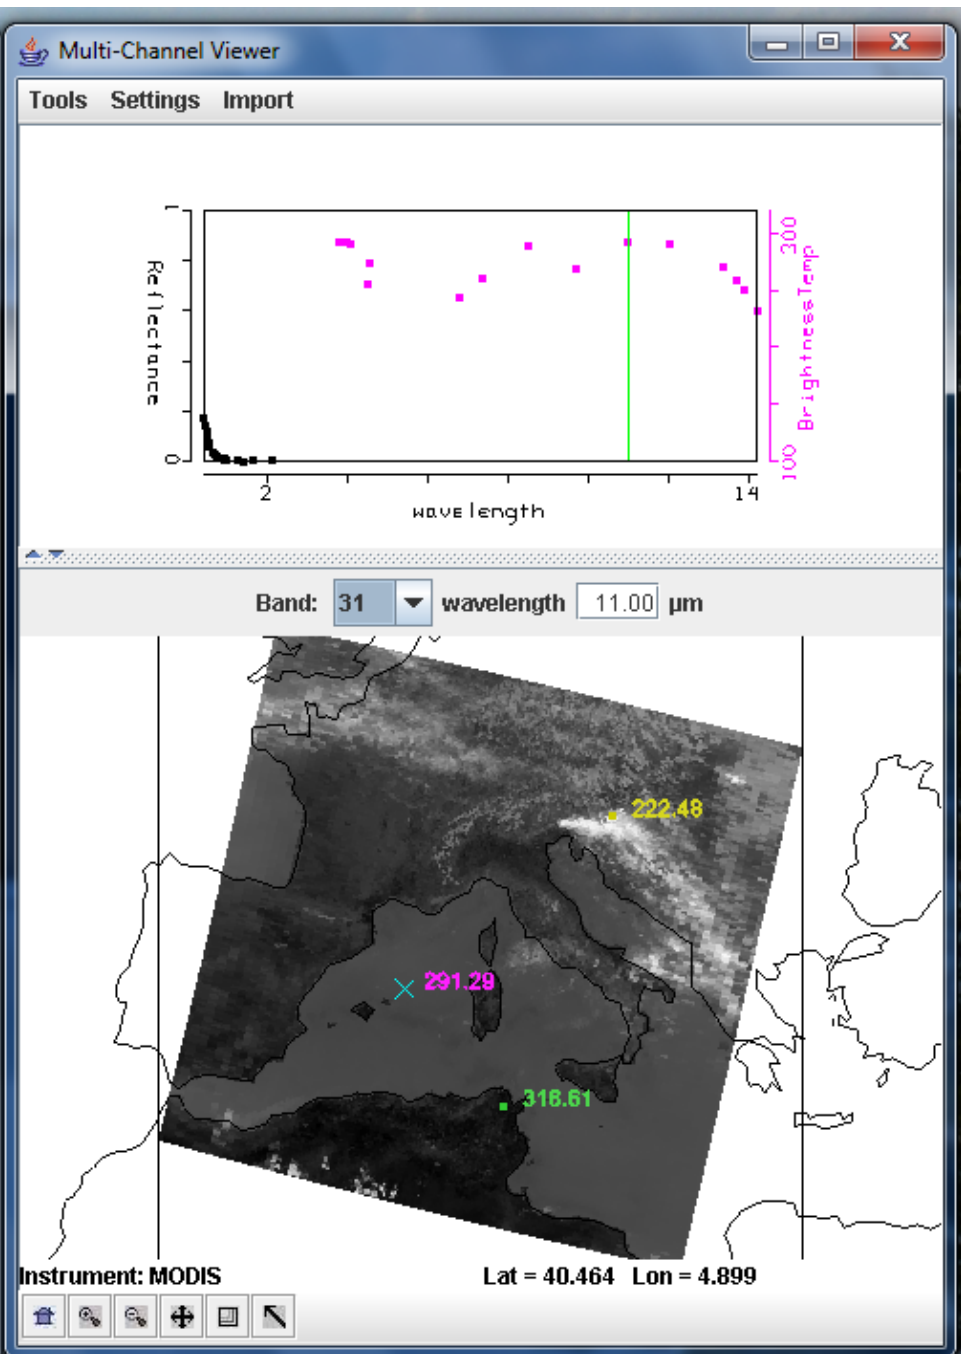 Multi-Channel Viewer
Tools Settings Import
1
Reflectance
0
300
BrightnessTemp
100
2 14
wavelength
Band: 31 wavelength 11.00 µm
222.48
291.29
318.61
Instrument: MODIS Lat = 40.464 Lon = 4.899